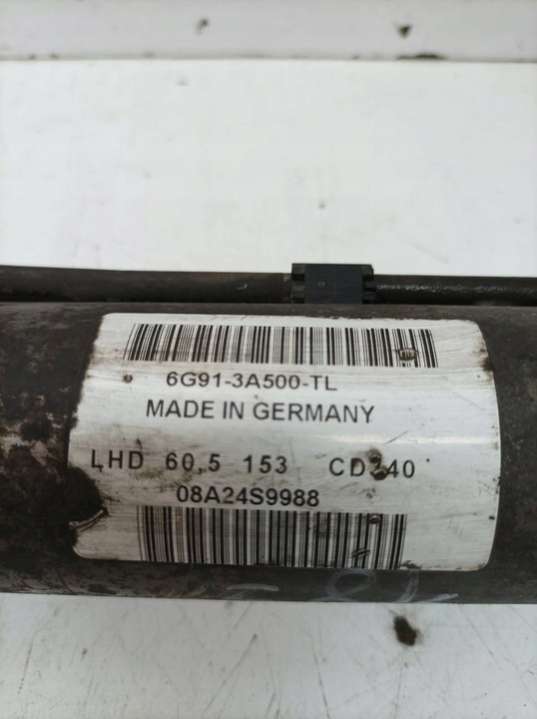 6G91-3A500-TL
MADE IN GERMANY
LHD 60,5 153 CD340
08A24S9988